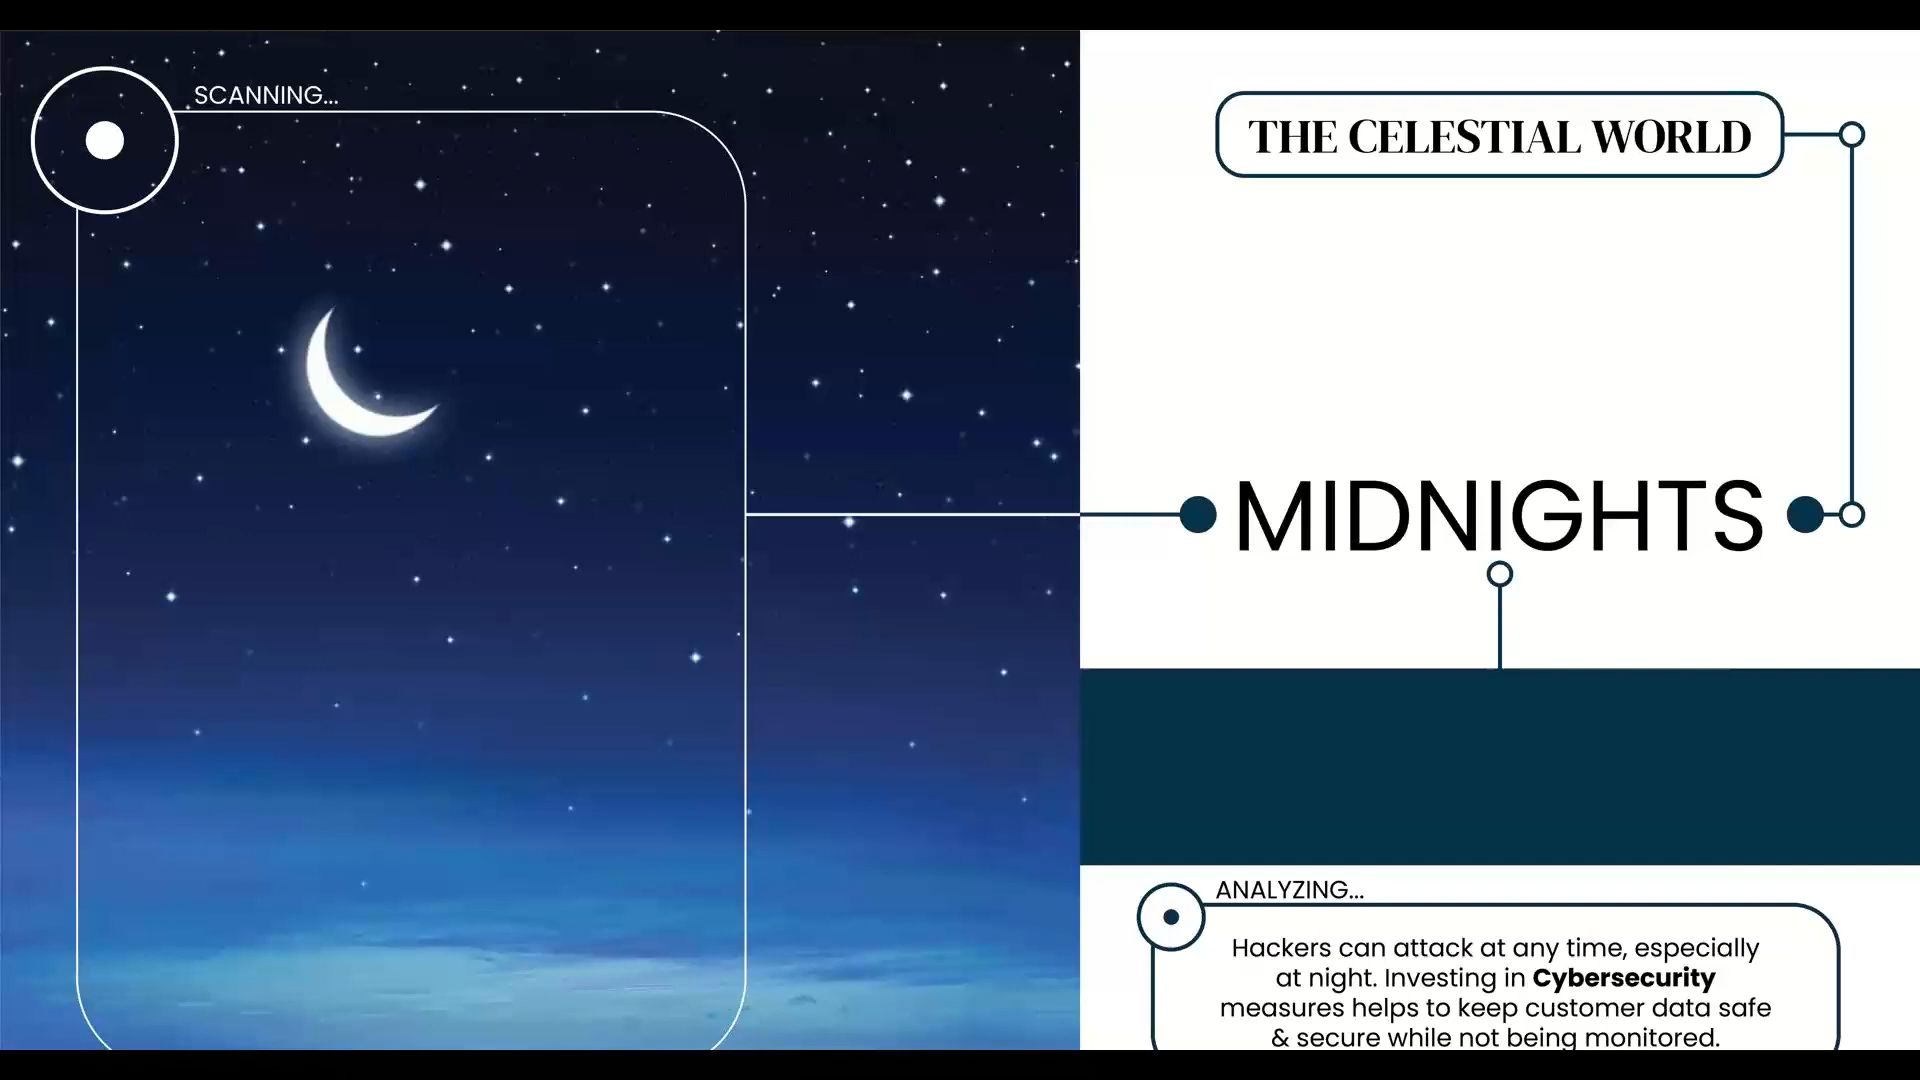 SCANNING...
THE CELESTIAL WORLD
MIDNIGHTS
ANALYZING...
Hackers can attack at any time, especially
at night. Investing in Cybersecurity
measures helps to keep customer data safe
& secure while not being monitored.